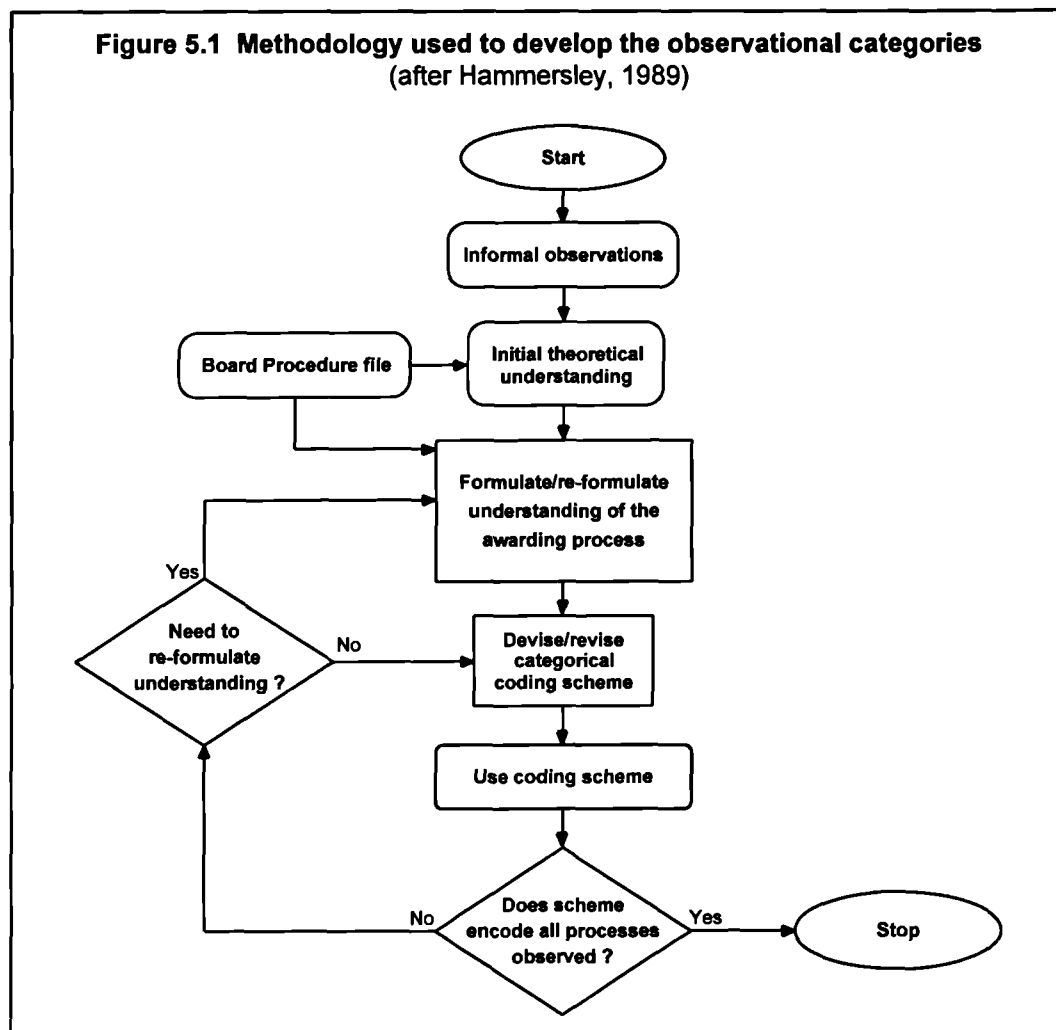 Figure 5.1 Methodology used to develop the observational categories
(after Hammersley, 1989)
Start
Informal observations
Board Procedure file
Initial theoretical
understanding
Formulate/re-formulate
understanding of the
awarding process
Yes
Need to
re-formulate
understanding ?
No
Devise/revise
categorical
coding scheme
Use coding scheme
No
Does scheme
encode all processes
observed ?
Yes
Stop